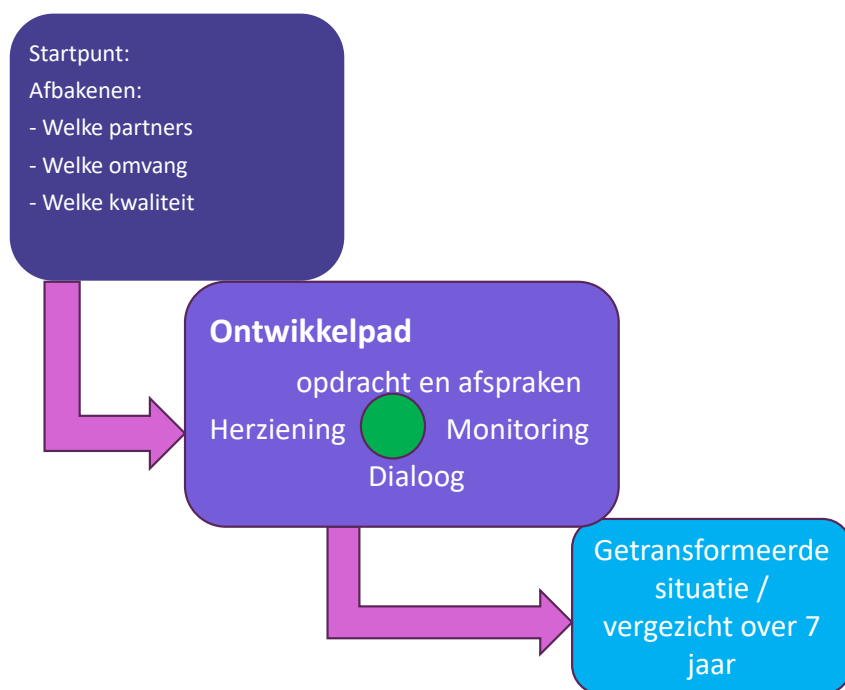 Startpunt:
Afbakenen:
- Welke partners
- Welke omvang
- Welke kwaliteit
Ontwikkelpad
opdracht en afspraken
Herziening Monitoring
Dialoog
Getransformeerde
situatie /
vergezicht over 7
jaar